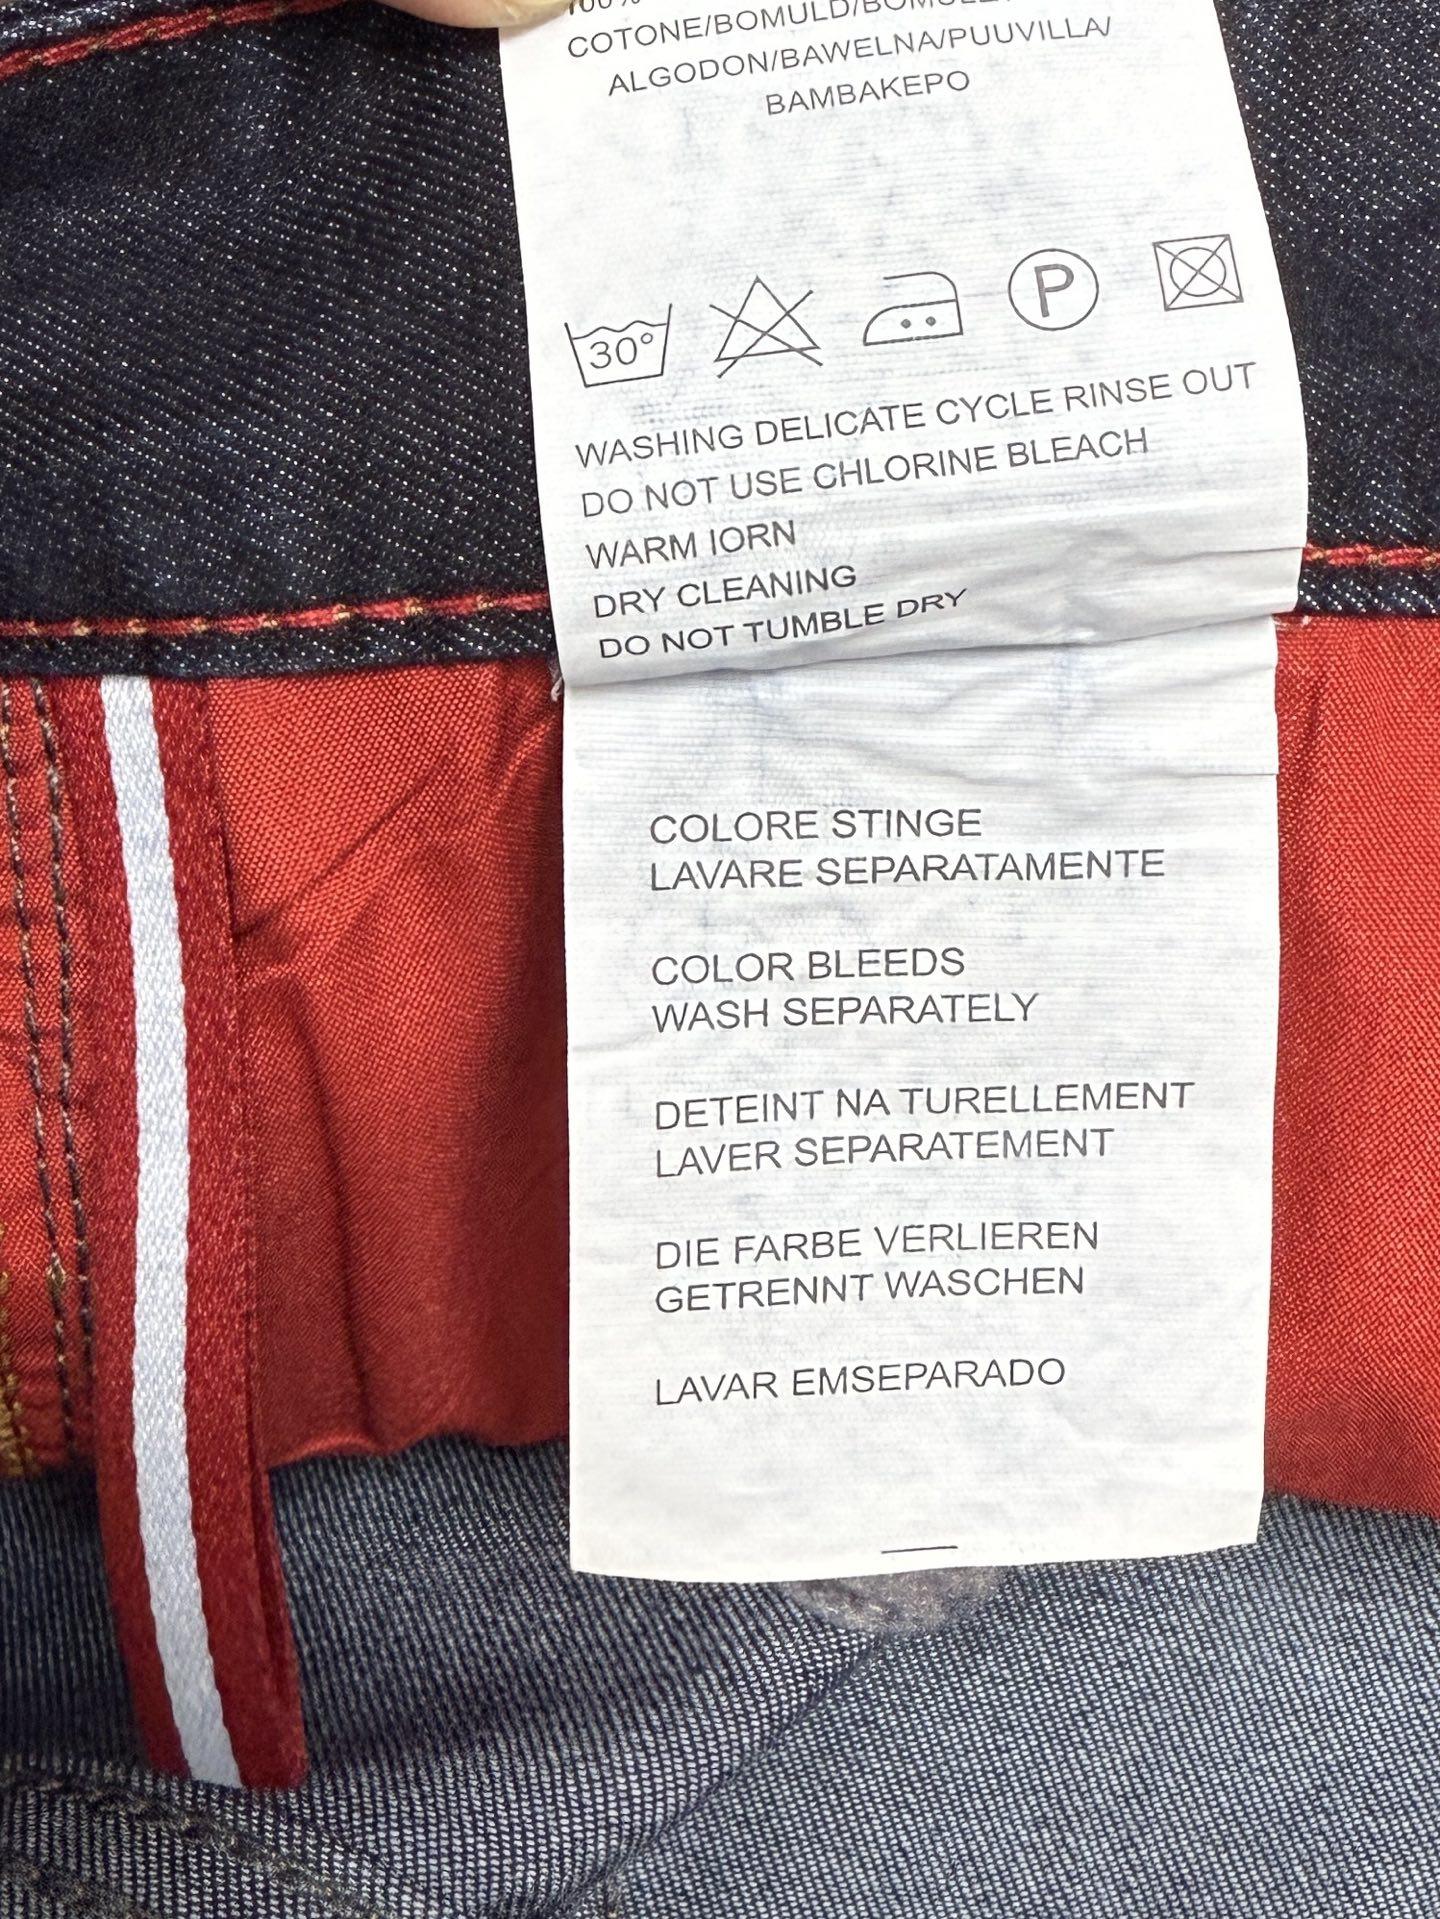 100%
COTONE/BOMULD/
ALGODON/BAWELNA/PUUVILLA/
BAMBAKEPO
30°
P
WASHING DELICATE CYCLE RINSE OUT
DO NOT USE CHLORINE BLEACH
WARM IORN
DRY CLEANING
DO NOT TUMBLE DRY
COLORE STINGE
LAVARE SEPARATAMENTE
COLOR BLEEDS
WASH SEPARATELY
DETEINT NA TURELLEMENT
LAVER SEPARATEMENT
DIE FARBE VERLIEREN
GETRENNT WASCHEN
LAVAR EMSEPARADO